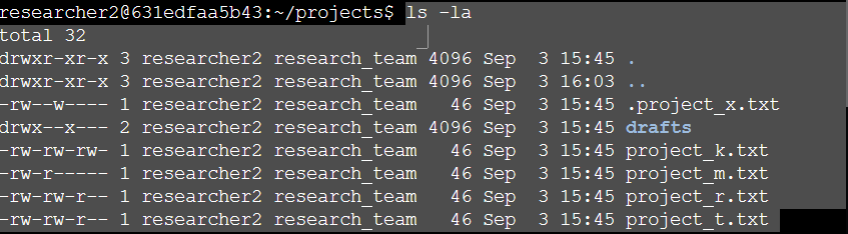 researcher2@631edfaa5b43:~/projects$ ls -la
total 32
drwxr-xr-x 3 researcher2 research_team 4096 Sep  3 15:45 .
drwxr-xr-x 3 researcher2 research_team 4096 Sep  3 16:03 ..
-rw--w---- 1 researcher2 research_team   46 Sep  3 15:45 .project_x.txt
drwx--x--- 2 researcher2 research_team 4096 Sep  3 15:45 drafts
-rw-rw-rw- 1 researcher2 research_team   46 Sep  3 15:45 project_k.txt
-rw-r----- 1 researcher2 research_team   46 Sep  3 15:45 project_m.txt
-rw-rw-r-- 1 researcher2 research_team   46 Sep  3 15:45 project_r.txt
-rw-rw-r-- 1 researcher2 research_team   46 Sep  3 15:45 project_t.txt